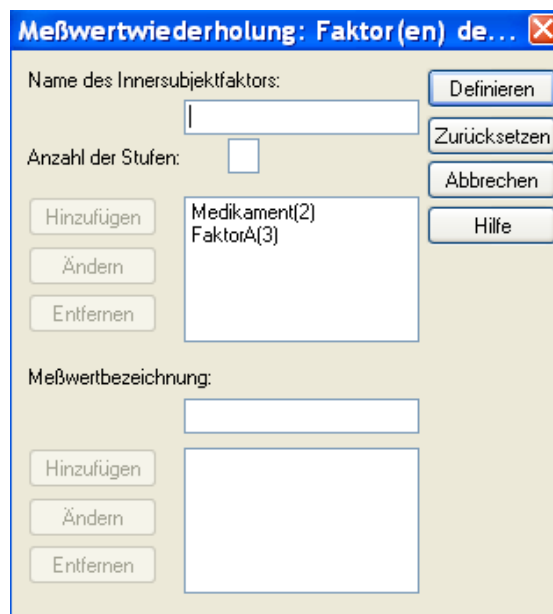 Meßwertwiederholung: Faktor(en) de...
Name des Innersubjektfaktors:
Definieren
Zurücksetzen
Anzahl der Stufen:
Abbrechen
Hinzufügen
Medikament(2)
Hilfe
FaktorA(3)
Ändern
Entfernen
Meßwertbezeichnung:
Hinzufügen
Ändern
Entfernen